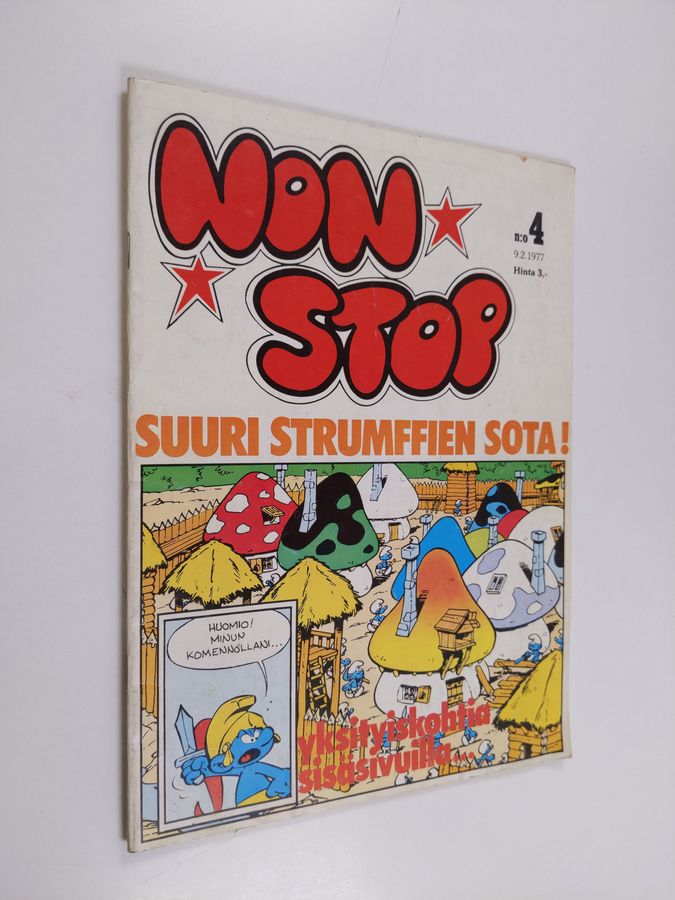 NON
STOP
n:o 4
9.2.1977
Hinta 3,-
SUURI STRUMFFIEN SOTA!
HUOMIO!
MINUN
KOMENNOLLANI...
yksityiskohtia
sisäsivuilla...